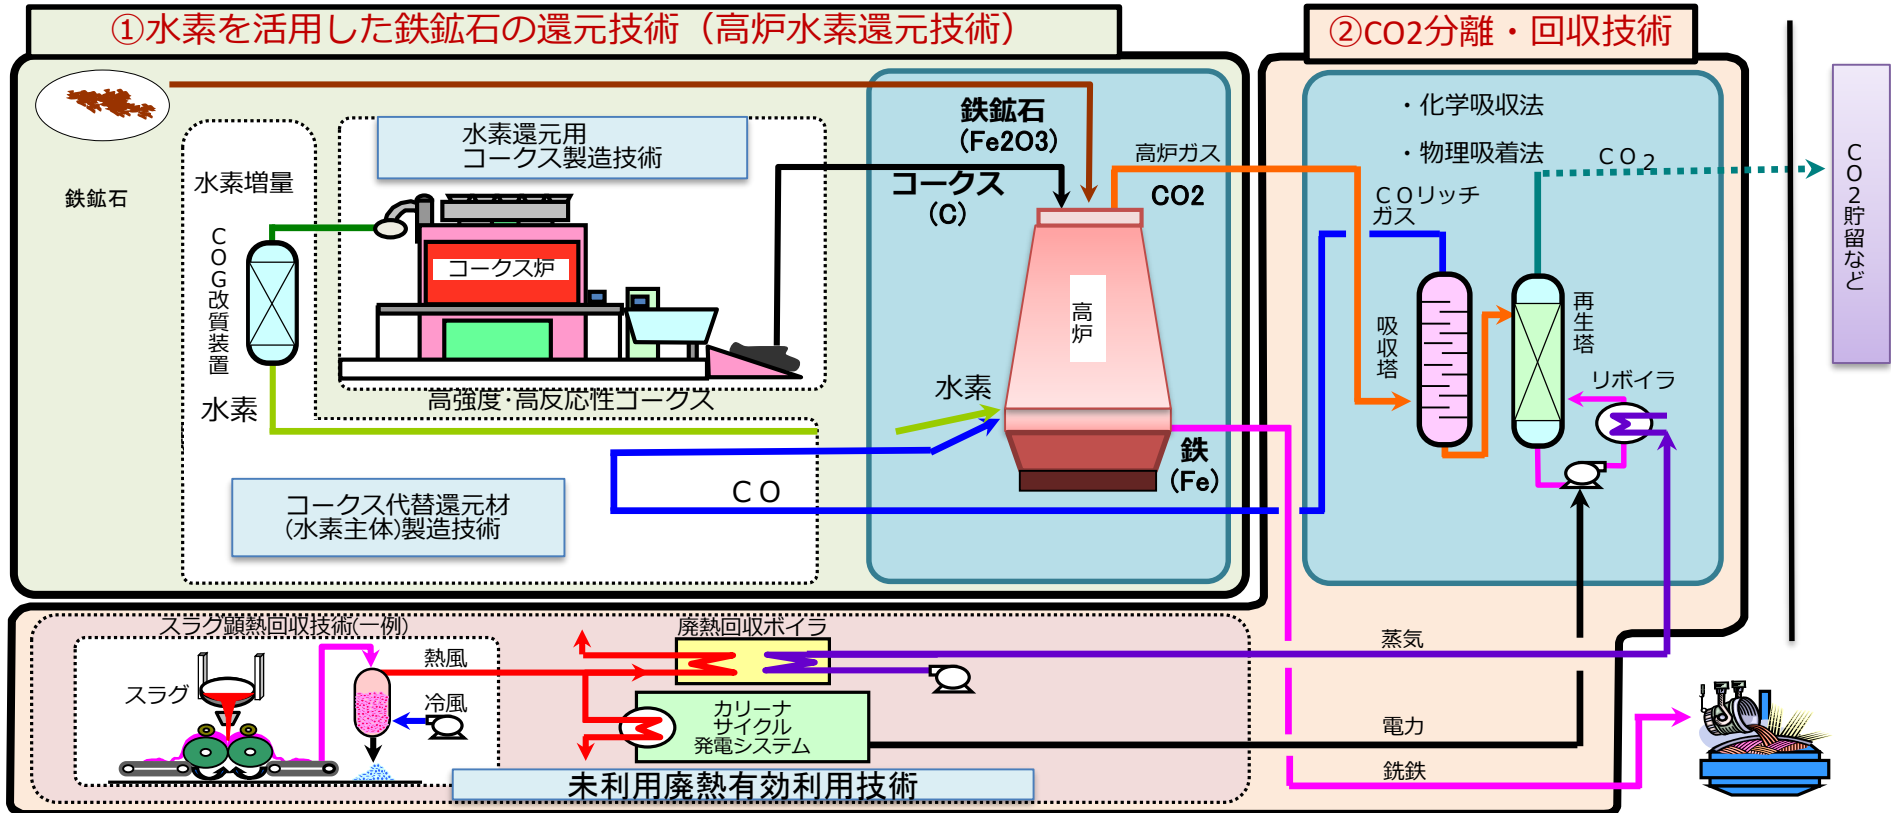 ①水素を活用した鉄鉱石の還元技術（高炉水素還元技術）
②CO2分離・回収技術
鉄鉱石
水素増量
COG改質装置
水素
水素還元用
コークス製造技術
コークス炉
高強度･高反応性コークス
コークス代替還元材
(水素主体)製造技術
鉄鉱石
(Fe2O3)
コークス
(C)
高炉ガス
CO2
高炉
水素
CO
鉄
(Fe)
・化学吸収法
・物理吸着法
CO2
COリッチ
ガス
吸収塔
再生塔
リボイラ
CO2貯留など
スラグ顕熱回収技術(一例)
スラグ
熱風
冷風
廃熱回収ボイラ
カリーナ
サイクル
発電システム
未利用廃熱有効利用技術
蒸気
電力
銑鉄